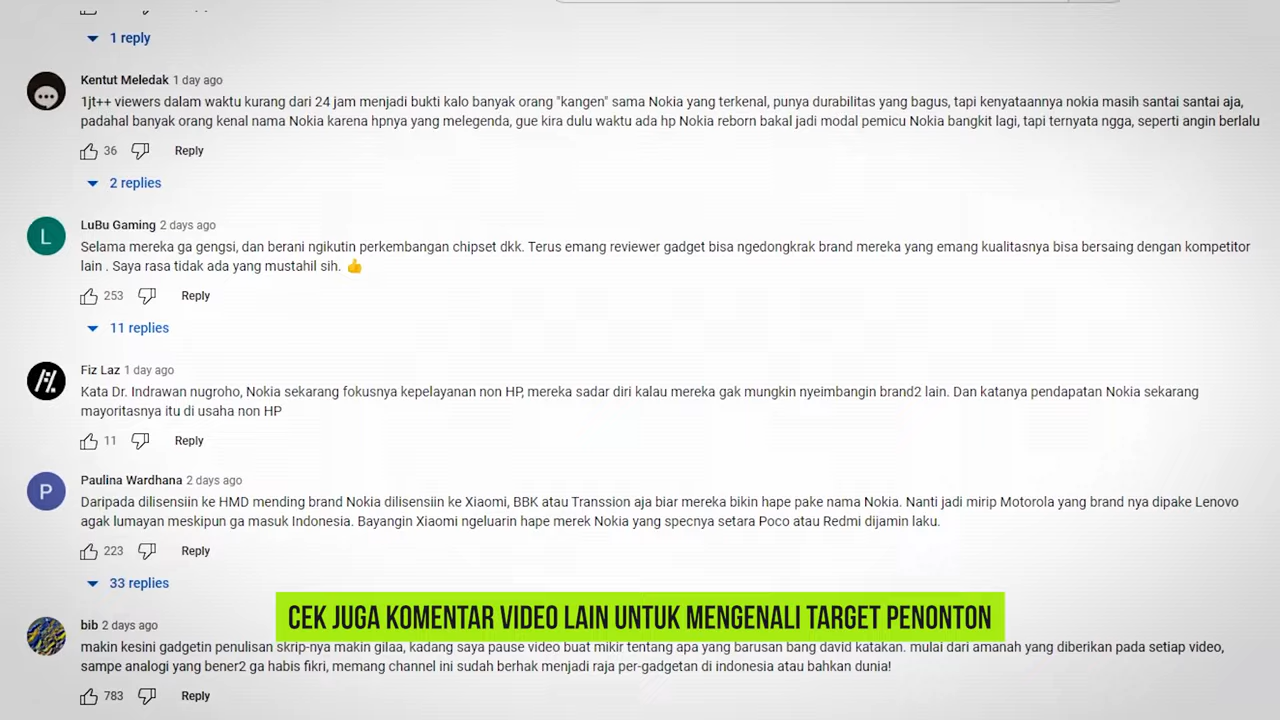 1 reply
Kentut Meledak 1 day ago
1jt++ viewers dalam waktu kurang dari 24 jam menjadi bukti kalo banyak orang "kangen" sama Nokia yang terkenal, punya durabilitas yang bagus, tapi kenyataannya nokia masih santai santai aja,
padahal banyak orang kenal nama Nokia karena hpnya yang melegenda, gue kira dulu waktu ada hp Nokia reborn bakal jadi modal pemicu Nokia bangkit lagi, tapi ternyata ngga, seperti angin berlalu
36 Reply
2 replies
LuBu Gaming 2 days ago
L
Selama mereka ga gengsi, dan berani ngikutin perkembangan chipset dkk. Terus emang reviewer gadget bisa ngedongkrak brand mereka yang emang kualitasnya bisa bersaing dengan kompetitor
lain . Saya rasa tidak ada yang mustahil sih. 👍
253 Reply
11 replies
Fiz Laz 1 day ago
Kata Dr. Indrawan nugroho, Nokia sekarang fokusnya kepelayanan non HP, mereka sadar diri kalau mereka gak mungkin nyeimbangin brand2 lain. Dan katanya pendapatan Nokia sekarang
mayoritasnya itu di usaha non HP
11 Reply
Paulina Wardhana 2 days ago
P
Daripada dilisensiin ke HMD mending brand Nokia dilisensiin ke Xiaomi, BBK atau Transsion aja biar mereka bikin hape pake nama Nokia. Nanti jadi mirip Motorola yang brand nya dipake Lenovo
agak lumayan meskipun ga masuk Indonesia. Bayangin Xiaomi ngeluarin hape merek Nokia yang specnya setara Poco atau Redmi dijamin laku.
223 Reply
33 replies
CEK JUGA KOMENTAR VIDEO LAIN UNTUK MENGENALI TARGET PENONTON
bib 2 days ago
makin kesini gadgetin penulisan skrip-nya makin gilaa, kadang saya pause video buat mikir tentang apa yang barusan bang david katakan. mulai dari amanah yang diberikan pada setiap video,
sampe analogi yang bener2 ga habis fikri, memang channel ini sudah berhak menjadi raja per-gadgetan di indonesia atau bahkan dunia!
783 Reply